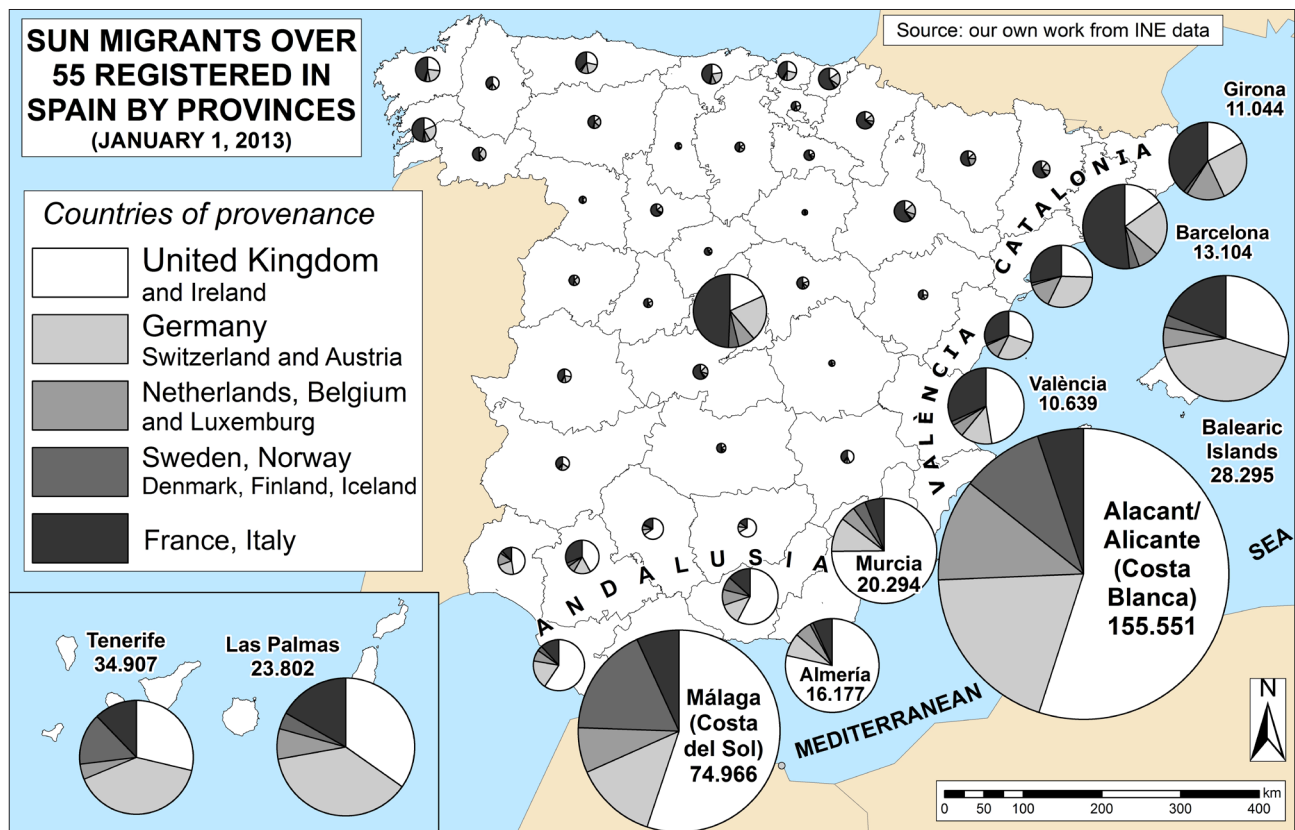 SUN MIGRANTS OVER
55 REGISTERED IN
SPAIN BY PROVINCES
(JANUARY 1, 2013)
Source: our own work from INE data
Countries of provenance
United Kingdom
and Ireland
Germany
Switzerland and Austria
Netherlands, Belgium
and Luxemburg
Sweden, Norway
Denmark, Finland, Iceland
France, Italy
Girona
11.044
CATALONIA
Barcelona
13.104
VALÈNCIA
València
10.639
Balearic
Islands
28.295
Alacant/
Alicante
(Costa
Blanca)
155.551
Murcia
20.294
ANDALUSIA
Almería
16.177
Málaga
(Costa
del Sol)
74.966
MEDITERRANEAN
SEA
Tenerife
34.907
Las Palmas
23.802
N
km
0 50 100 200 300 400